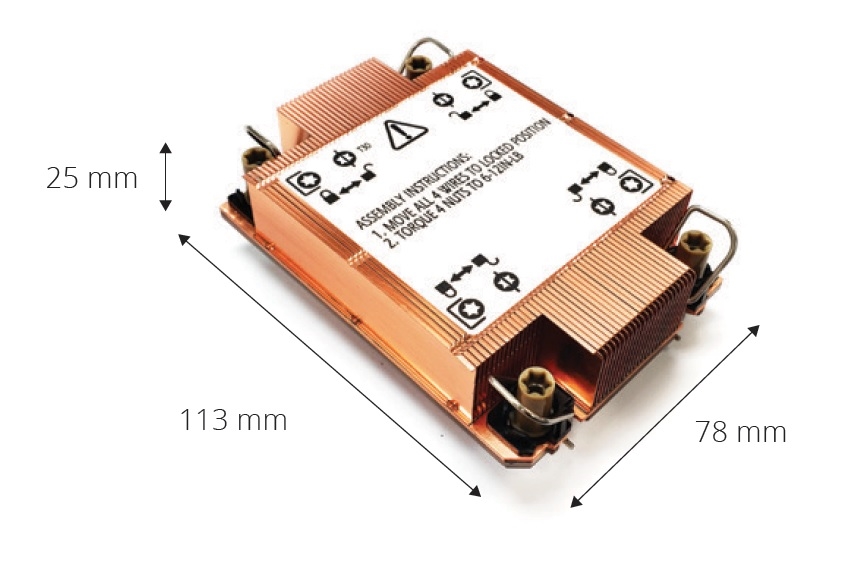 25 mm
T30
ASSEMBLY INSTRUCTIONS:
1. MOVE ALL 4 WIRES TO LOCKED POSITION
2. TORQUE 4 NUTS TO 6-12IN-LB
113 mm
78 mm